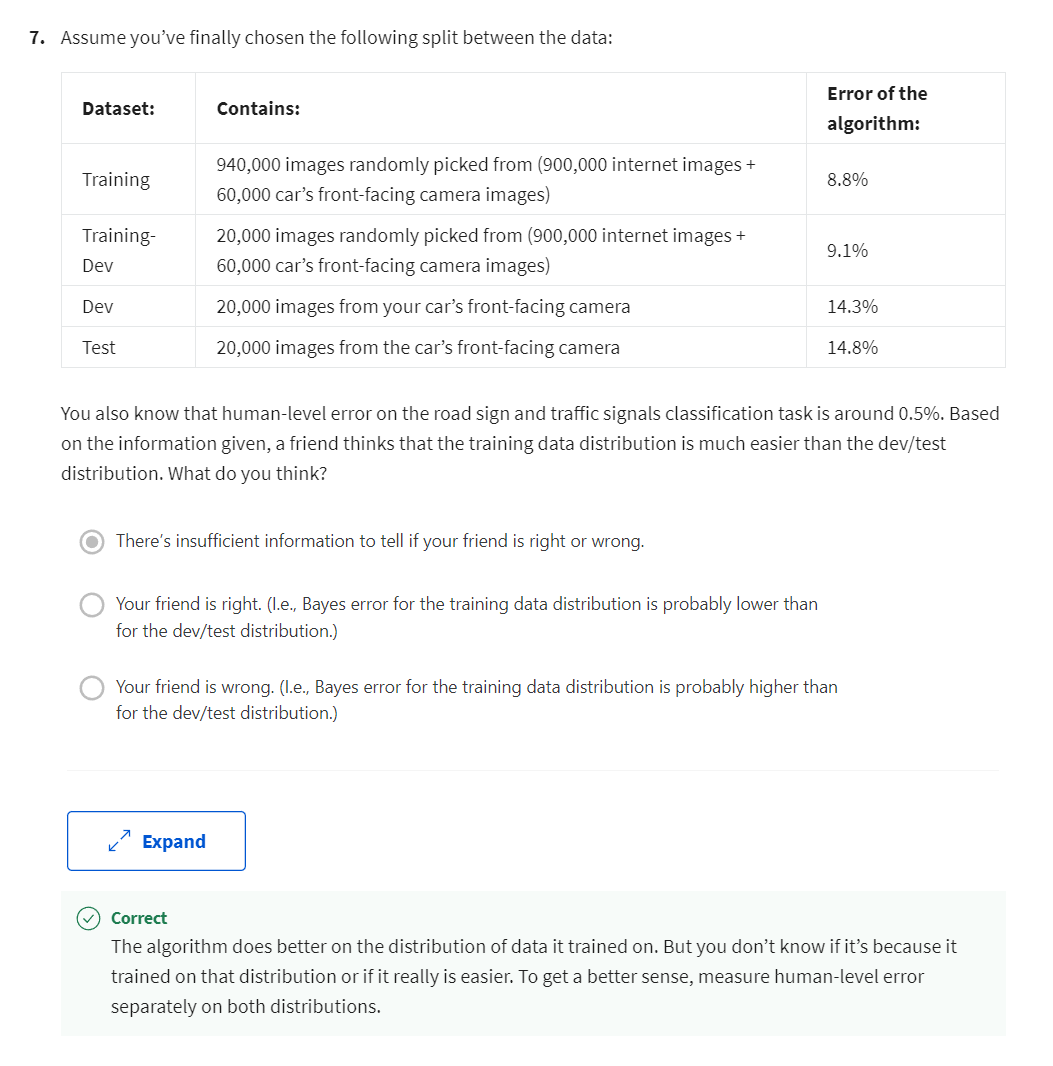 7. Assume you’ve finally chosen the following split between the data:
Dataset: Contains: Error of the
algorithm:
Training 940,000 images randomly picked from (900,000 internet images +
60,000 car’s front-facing camera images) 8.8%
Training-
Dev 20,000 images randomly picked from (900,000 internet images +
60,000 car’s front-facing camera images) 9.1%
Dev 20,000 images from your car’s front-facing camera 14.3%
Test 20,000 images from the car’s front-facing camera 14.8%
You also know that human-level error on the road sign and traffic signals classification task is around 0.5%. Based
on the information given, a friend thinks that the training data distribution is much easier than the dev/test
distribution. What do you think?
There’s insufficient information to tell if your friend is right or wrong.
Your friend is right. (I.e., Bayes error for the training data distribution is probably lower than
for the dev/test distribution.)
Your friend is wrong. (I.e., Bayes error for the training data distribution is probably higher than
for the dev/test distribution.)
Expand
Correct
The algorithm does better on the distribution of data it trained on. But you don’t know if it’s because it
trained on that distribution or if it really is easier. To get a better sense, measure human-level error
separately on both distributions.